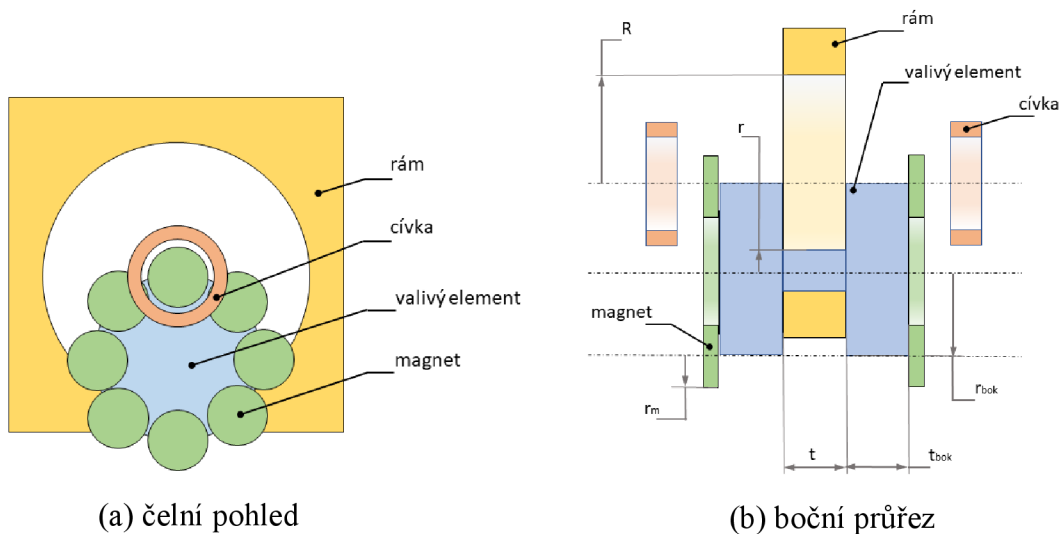 rám
cívka
valivý element
magnet
(a) čelní pohled
R
rám
valivý element
cívka
r
magnet
rm
rbok
t
tbok
(b) boční průřez